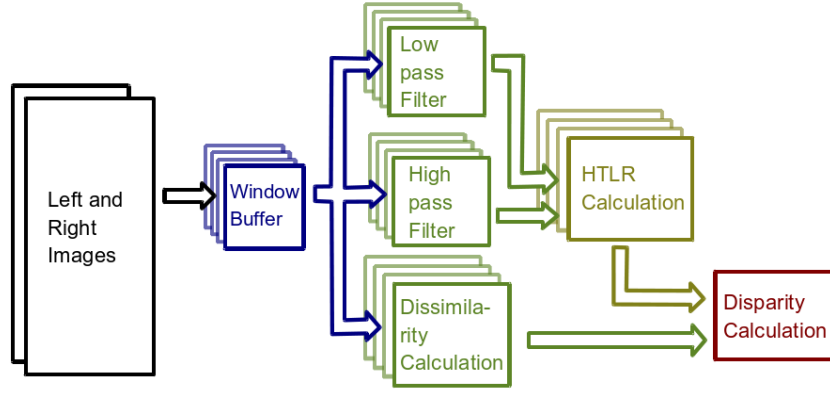 Left and
Right
Images
Window
Buffer
Low
pass
Filter
High
pass
Filter
Dissimila-
rity
Calculation
HTLR
Calculation
Disparity
Calculation